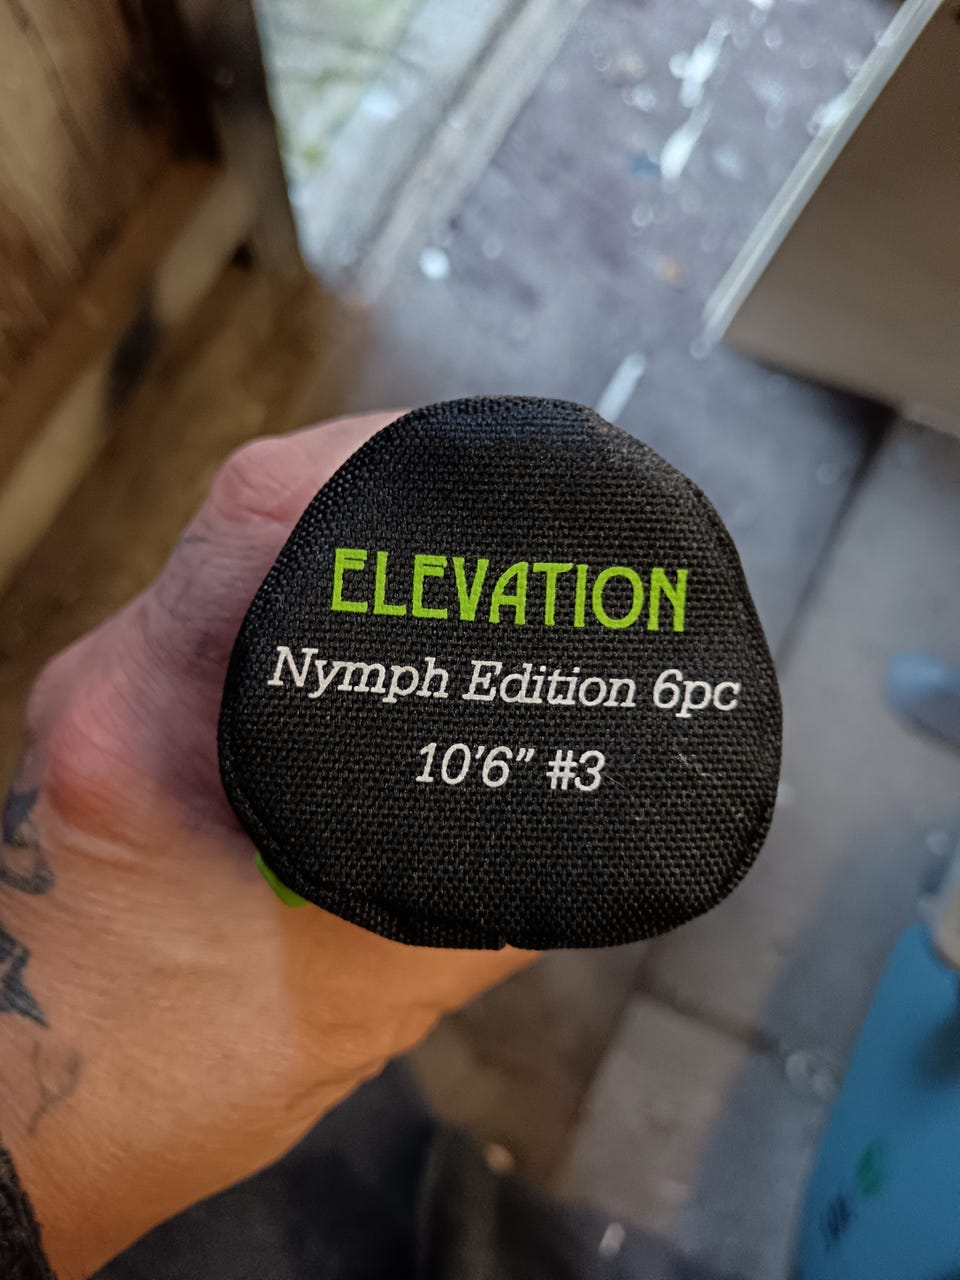 ELEVATION
Nymph Edition 6pc
10'6” #3